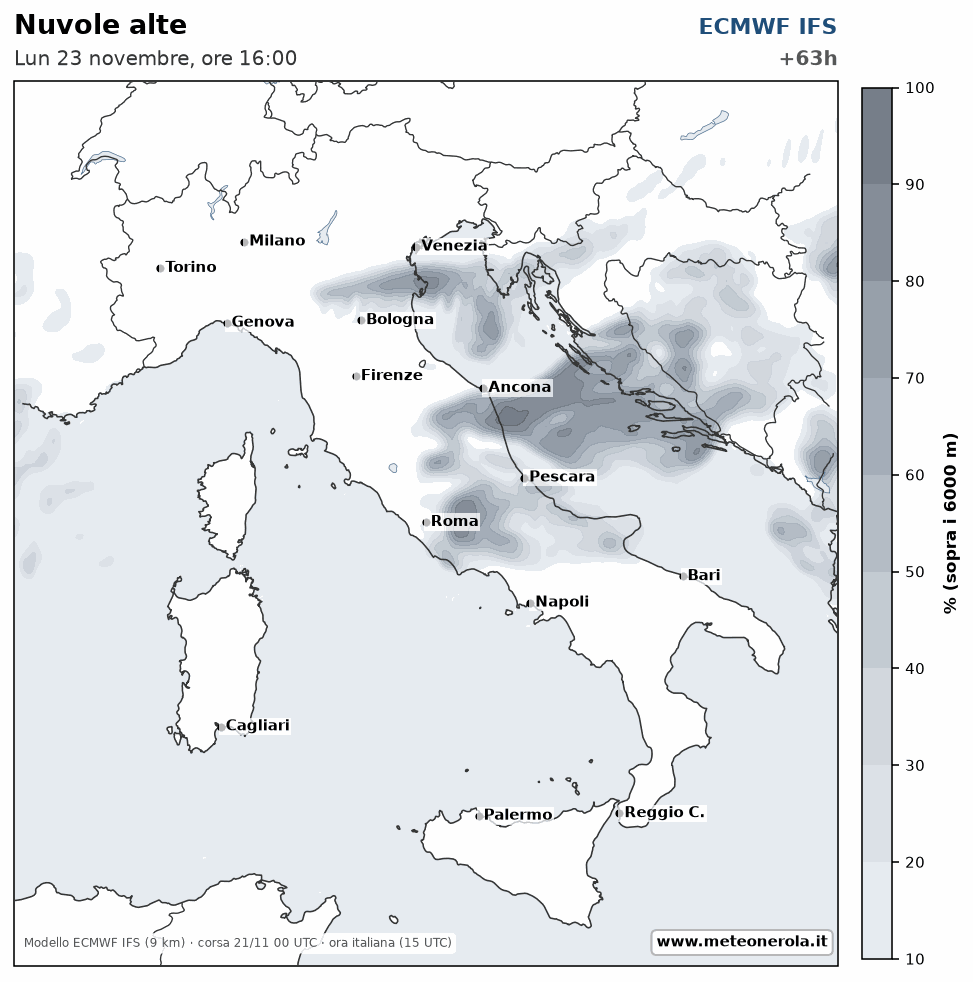 Nuvole alte
ECMWF IFS
Lun 23 novembre, ore 16:00
+63h
Milano
Venezia
Torino
Bologna
Genova
Firenze
Ancona
Pescara
Roma
Bari
Napoli
Cagliari
Palermo
Reggio C.
Modello ECMWF IFS (9 km) · corsa 21/11 00 UTC · ora italiana (15 UTC)
www.meteonerola.it
100
90
80
70
60
50
40
30
20
10
% (sopra i 6000 m)